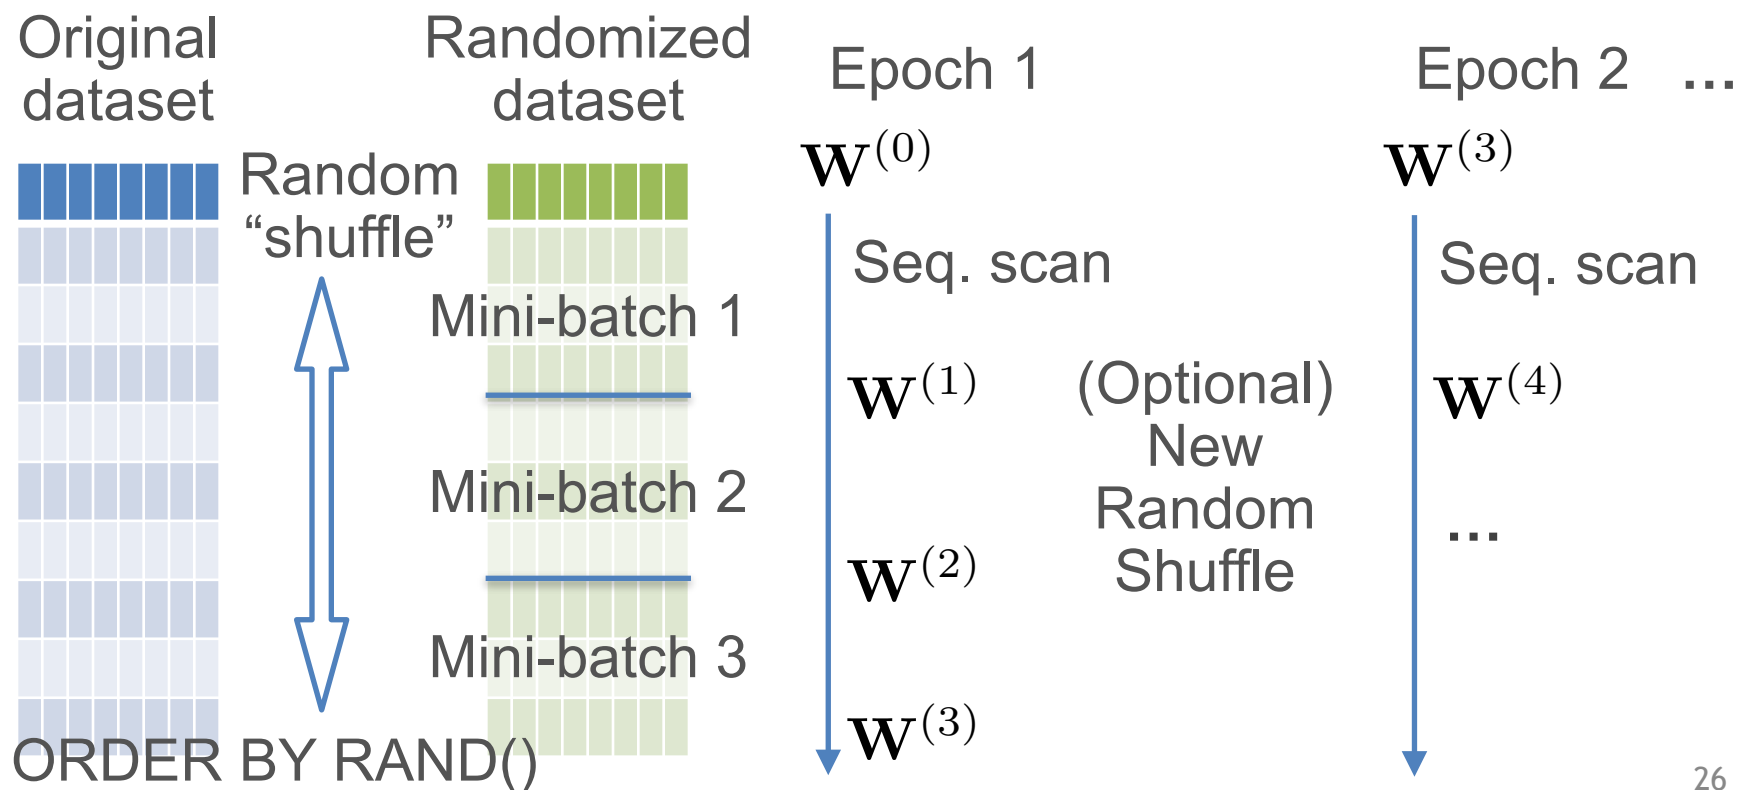 Original
dataset
Random
“shuffle”
ORDER BY RAND()
Randomized
dataset
Mini-batch 1
Mini-batch 2
Mini-batch 3
Epoch 1
W^(0)
Seq. scan
W^(1)
W^(2)
W^(3)
(Optional)
New
Random
Shuffle
Epoch 2 ...
W^(3)
Seq. scan
W^(4)
...
26